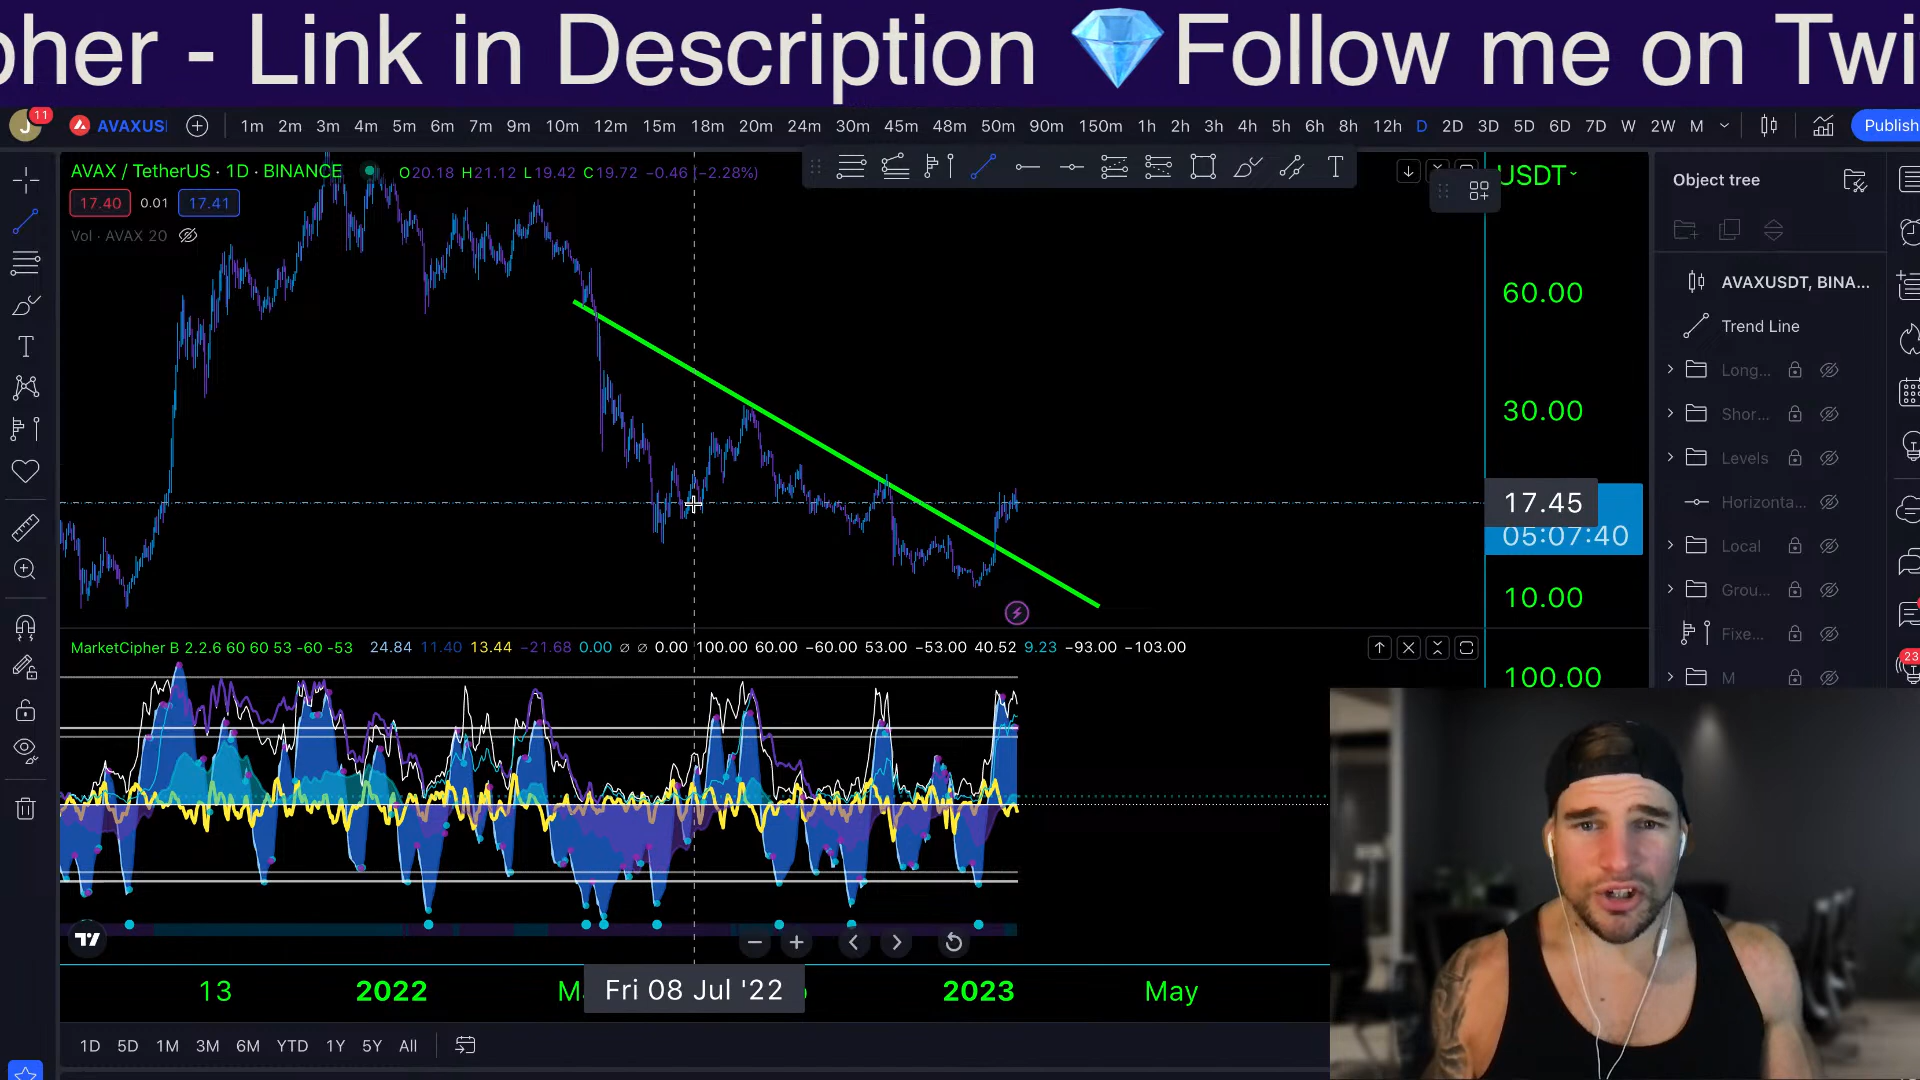 pher - Link in Description 💎Follow me on Twi
J 11 AVAXUS 1m 2m 3m 4m 5m 6m 7m 9m 10m 12m 15m 18m 20m 24m 30m 45m 48m 50m 90m 150m 1h 2h 3h 4h 5h 6h 8h 12h D 2D 3D 5D 6D 7D W 2W M Publish
AVAX / TetherUS · 1D · BINANCE O20.18 H21.12 L19.42 C19.72 −0.46 (−2.28%)
T
USDT
Object tree
17.40 0.01 17.41
Vol · AVAX 20
AVAXUSDT, BINA...
60.00
Trend Line
Long...
30.00
Shor...
Levels
17.45
Horizonta...
05:07:40
Local
10.00
Grou...
Fixe...
23
MarketCipher B 2.2.6 60 60 53 -60 -53 24.84 11.40 13.44 −21.68 0.00 ∅ ∅ 0.00 100.00 60.00 −60.00 53.00 −53.00 40.52 9.23 −93.00 −103.00
100.00
M
13 2022 Fri 08 Jul '22 2023 May
1D 5D 1M 3M 6M YTD 1Y 5Y All